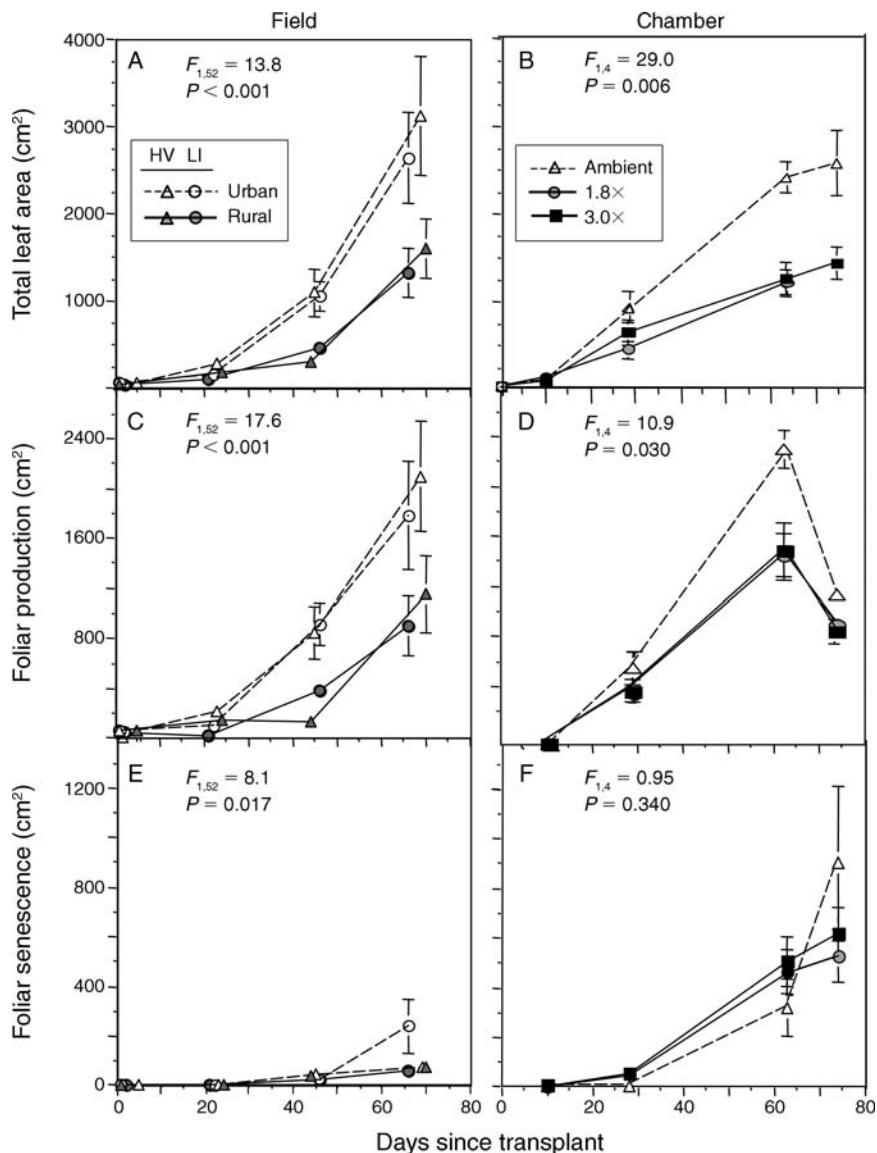 Field
Chamber
Total leaf area (cm²)
4000
3000
2000
1000
A
F1,52 = 13.8
P < 0.001
HV LI
Urban
Rural
B
F1,4 = 29.0
P = 0.006
Ambient
1.8×
3.0×
Foliar production (cm²)
2400
1600
800
C
F1,52 = 17.6
P < 0.001
D
F1,4 = 10.9
P = 0.030
Foliar senescence (cm²)
1200
800
400
0
E
F1,52 = 8.1
P = 0.017
F
F1,4 = 0.95
P = 0.340
0 20 40 60 80
0 20 40 60 80
Days since transplant